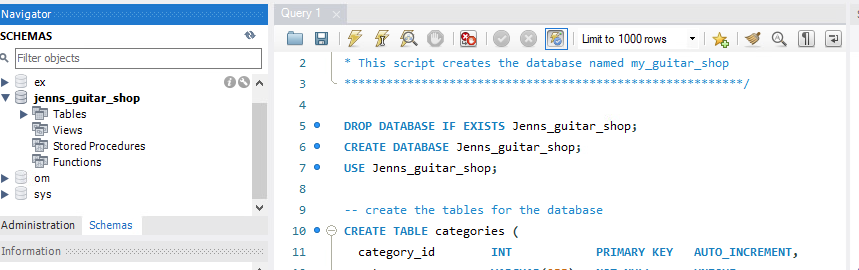 Navigator
SCHEMAS
Filter objects
ex
jenns_guitar_shop
Tables
Views
Stored Procedures
Functions
om
sys
Administration Schemas
Information
Query 1
Limit to 1000 rows
2 * This script creates the database named my_guitar_shop
3 *********************************************************/
4
5 DROP DATABASE IF EXISTS Jenns_guitar_shop;
6 CREATE DATABASE Jenns_guitar_shop;
7 USE Jenns_guitar_shop;
8
9 -- create the tables for the database
10 CREATE TABLE categories (
11 category_id INT PRIMARY KEY AUTO_INCREMENT,